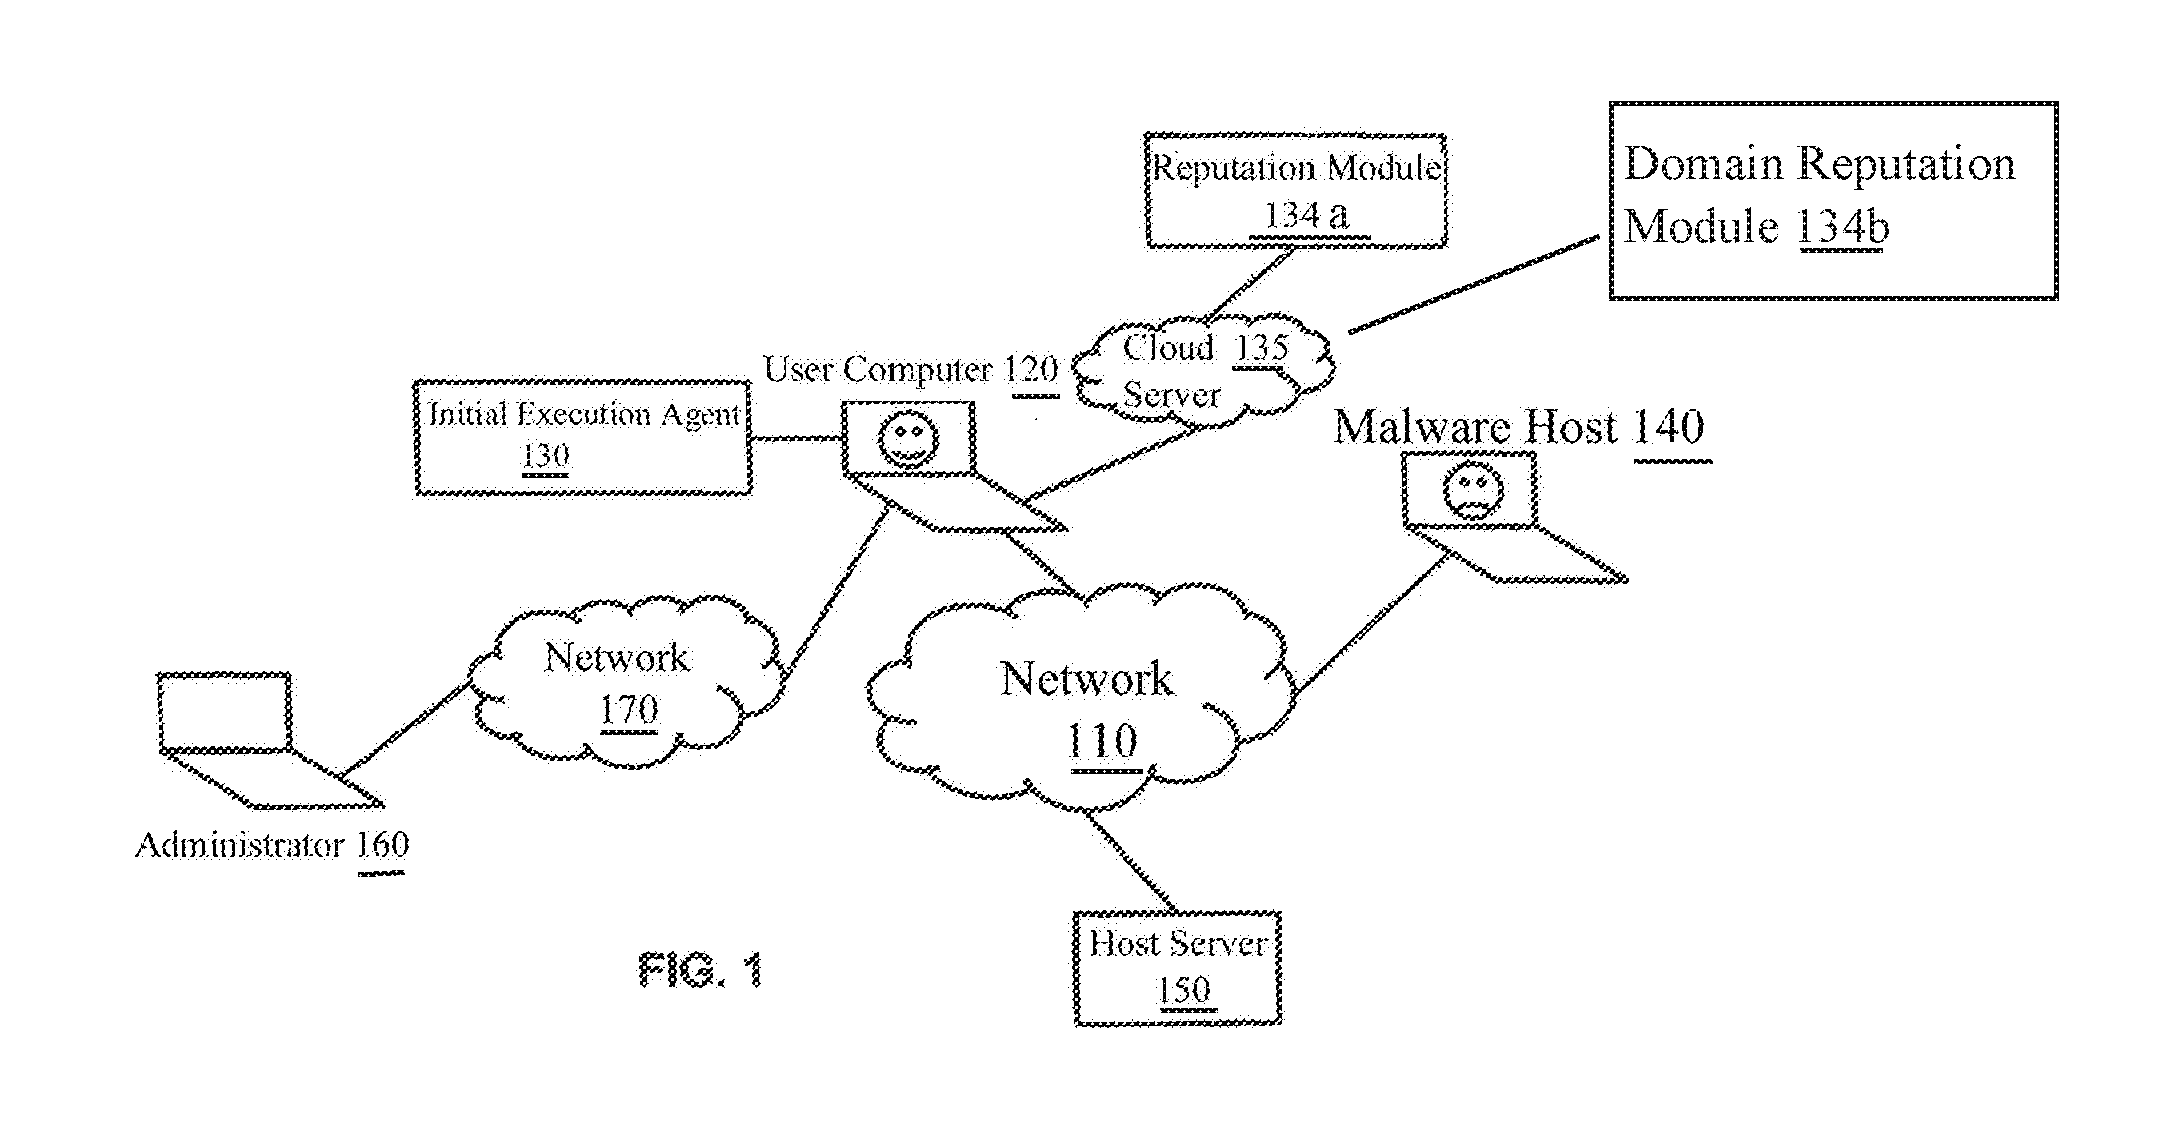 Reputation Module
134 a
Domain Reputation
Module 134b
Cloud 135
Server
User Computer 120
Initial Execution Agent
130
Malware Host 140
Network
170
Network
110
Administrator 160
Host Server
150
FIG. 1